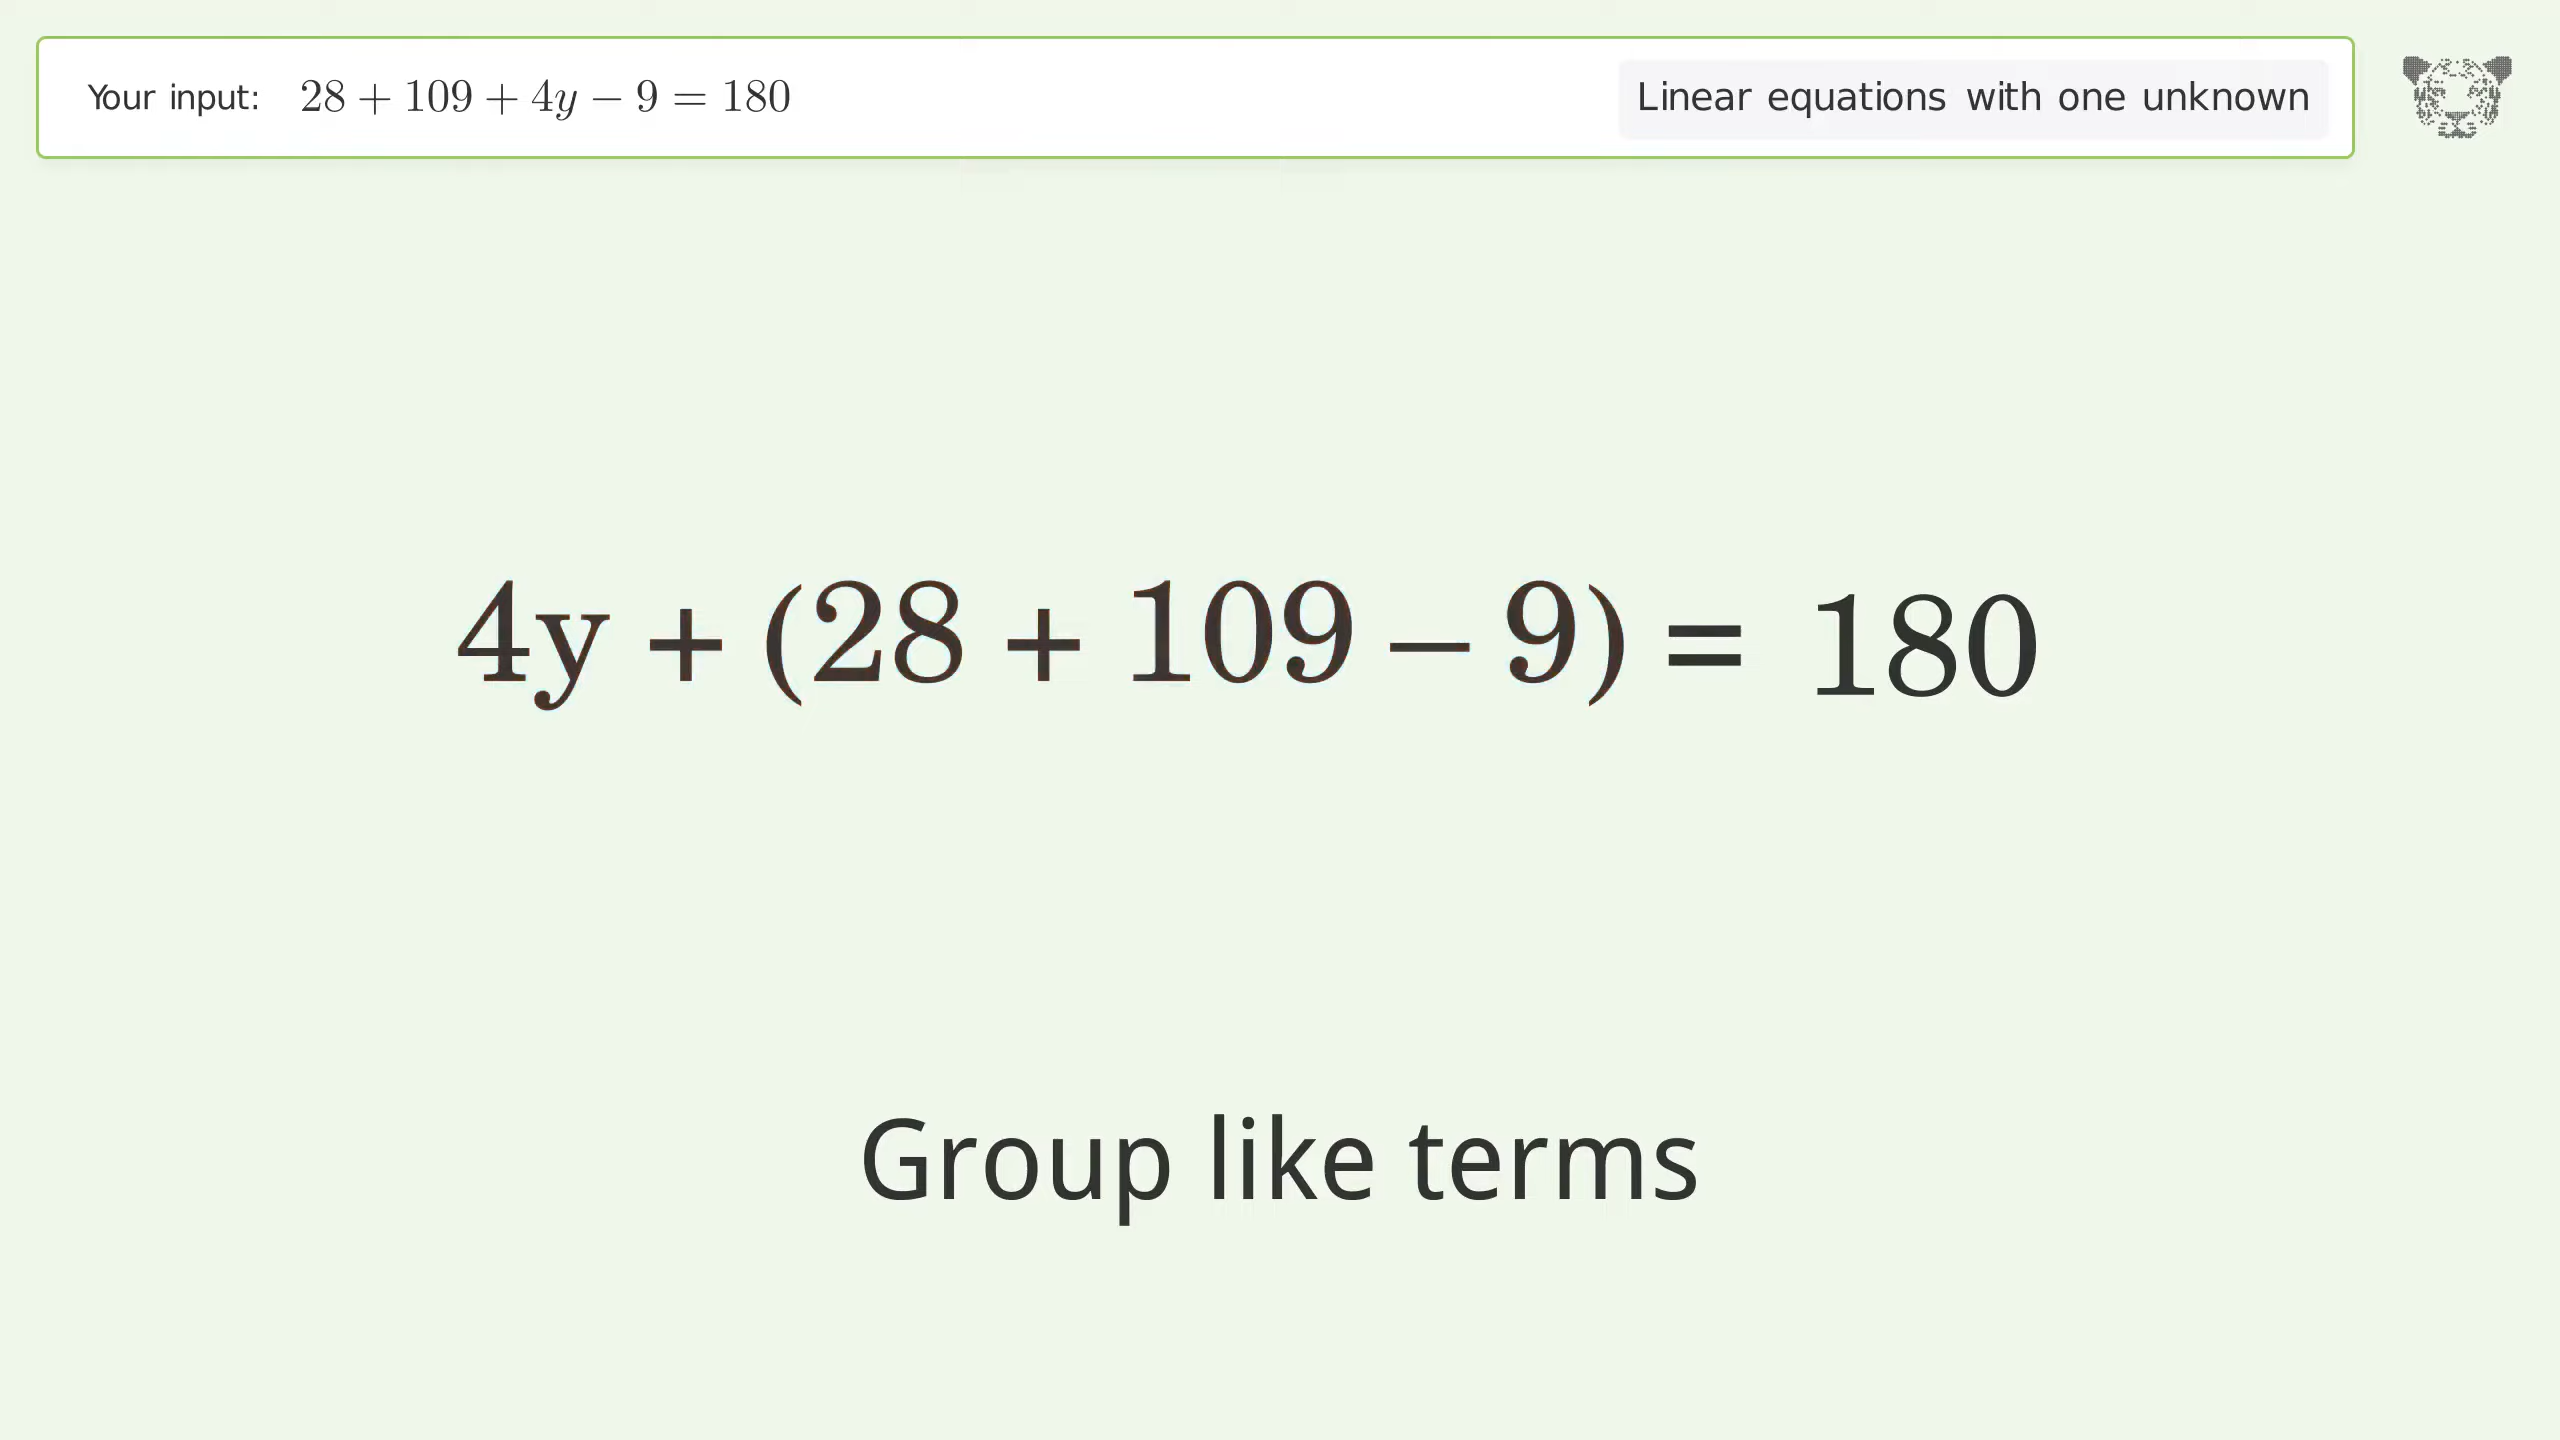 Your input: 28 + 109 + 4y − 9 = 180 Linear equations with one unknown
4y + (28 + 109 − 9) = 180
Group like terms